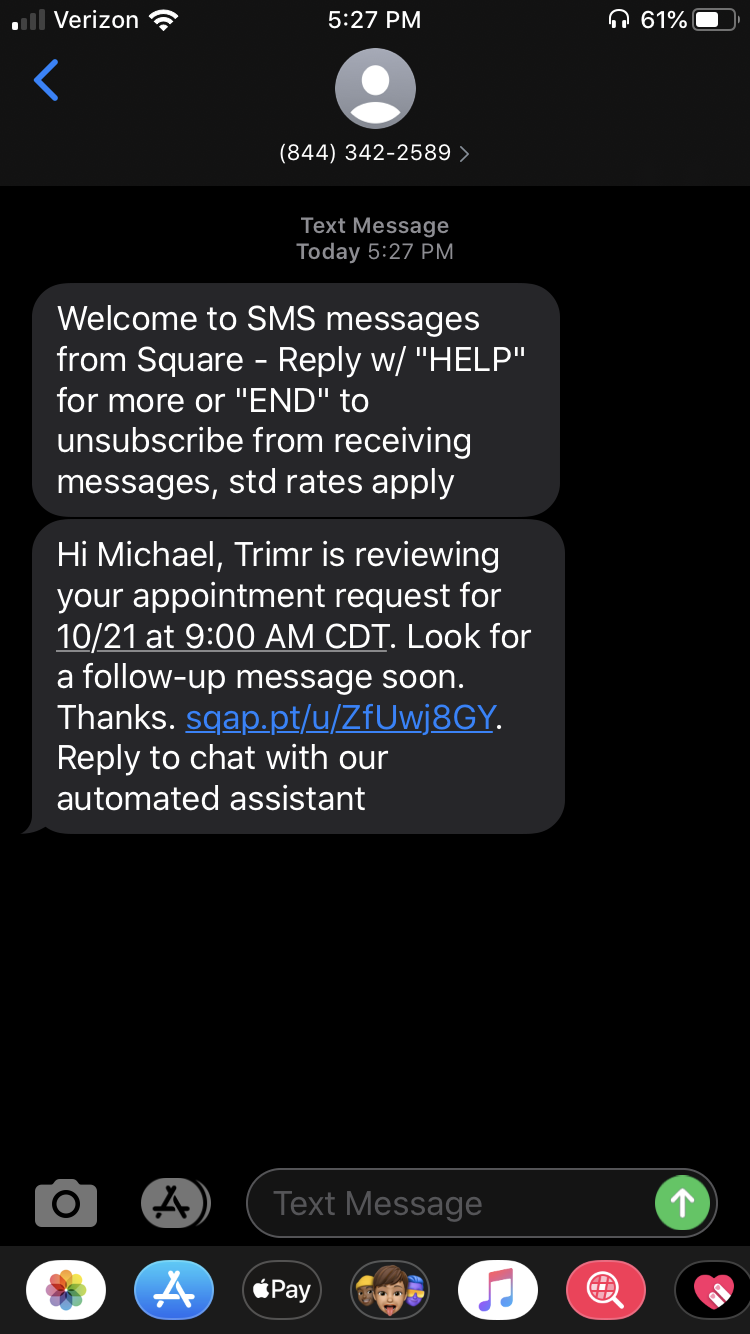 Verizon 5:27 PM 61%
(844) 342-2589
Text Message
Today 5:27 PM
Welcome to SMS messages
from Square - Reply w/ "HELP"
for more or "END" to
unsubscribe from receiving
messages, std rates apply
Hi Michael, Trimr is reviewing
your appointment request for
10/21 at 9:00 AM CDT. Look for
a follow-up message soon.
Thanks. sqap.pt/u/ZfUwj8GY.
Reply to chat with our
automated assistant
Text Message
Pay